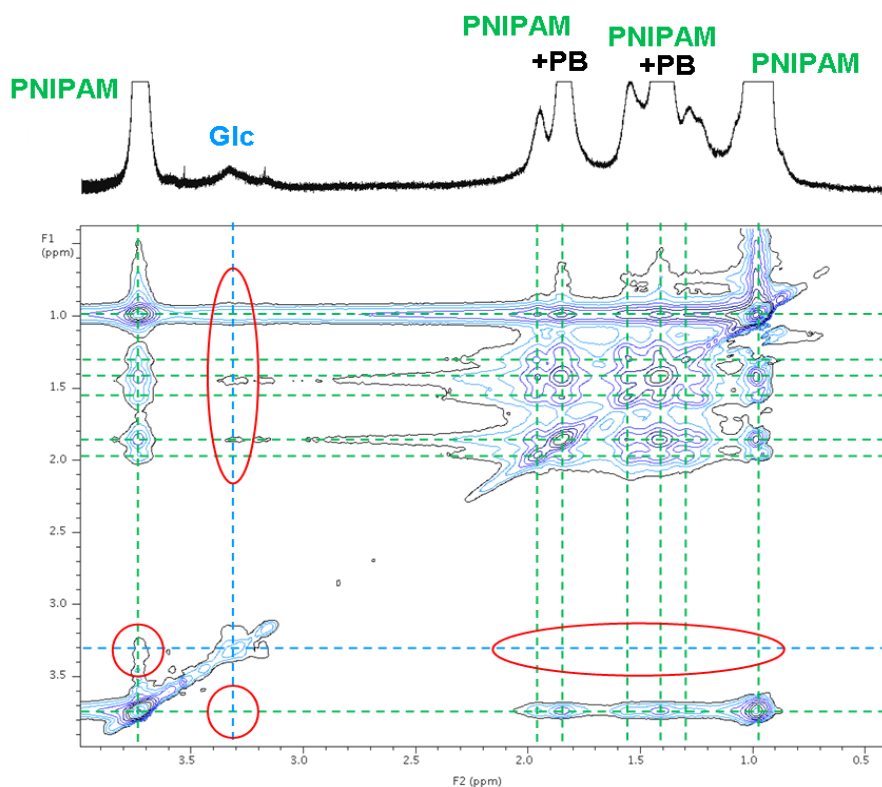 PNIPAM
Glc
PNIPAM
+PB
PNIPAM
+PB
PNIPAM
F1
(ppm)
1.0
1.5
2.0
2.5
3.0
3.5
3.5
3.0
2.5
2.0
1.5
1.0
0.5
F2 (ppm)